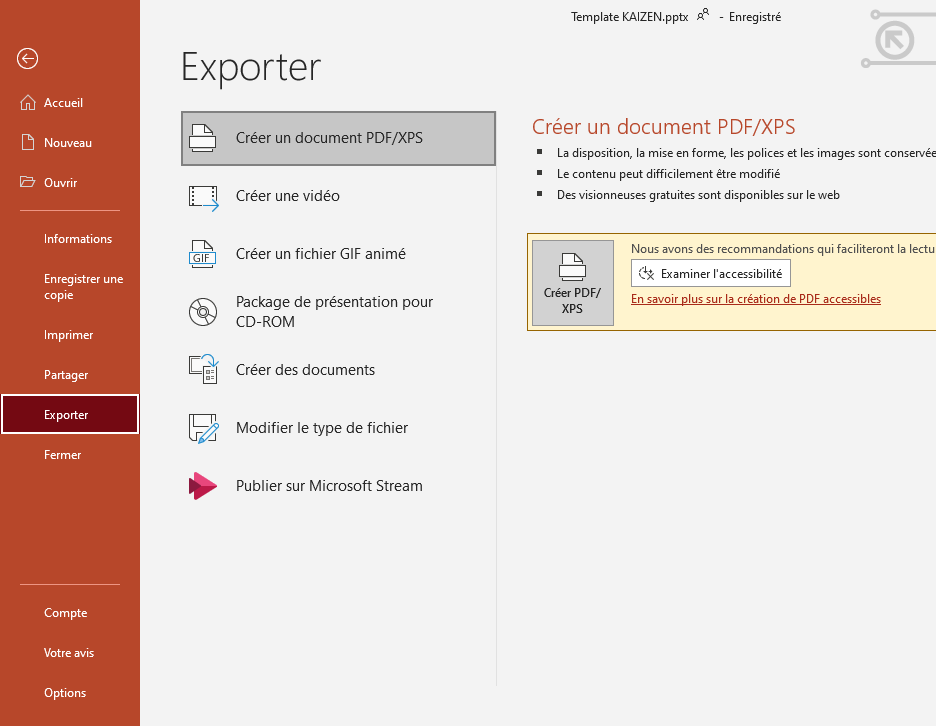 Template KAIZEN.pptx - Enregistré
Exporter
Accueil
Nouveau
Ouvrir
Informations
Enregistrer une
copie
Imprimer
Partager
Exporter
Fermer
Compte
Votre avis
Options
Créer un document PDF/XPS
Créer une vidéo
GIF
Créer un fichier GIF animé
Package de présentation pour
CD-ROM
Créer des documents
Modifier le type de fichier
Publier sur Microsoft Stream
Créer un document PDF/XPS
La disposition, la mise en forme, les polices et les images sont conservée
Le contenu peut difficilement être modifié
Des visionneuses gratuites sont disponibles sur le web
Créer PDF/
XPS
Nous avons des recommandations qui faciliteront la lectu
Examiner l'accessibilité
En savoir plus sur la création de PDF accessibles